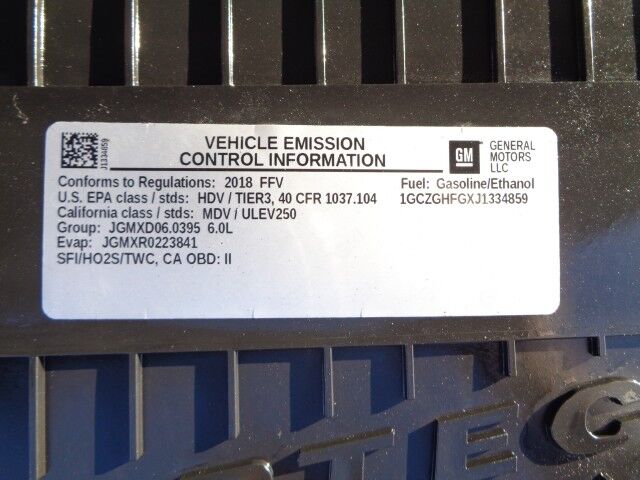 J1334859
VEHICLE EMISSION
CONTROL INFORMATION
GM
GENERAL
MOTORS
LLC
Conforms to Regulations: 2018 FFV
Fuel: Gasoline/Ethanol
U.S. EPA class / stds: HDV / TIER3, 40 CFR 1037.104
1GCZGHFGXJ1334859
California class / stds: MDV / ULEV250
Group: JGMXD06.0395 6.0L
Evap: JGMXR0223841
SFI/HO2S/TWC, CA OBD: II
TEC